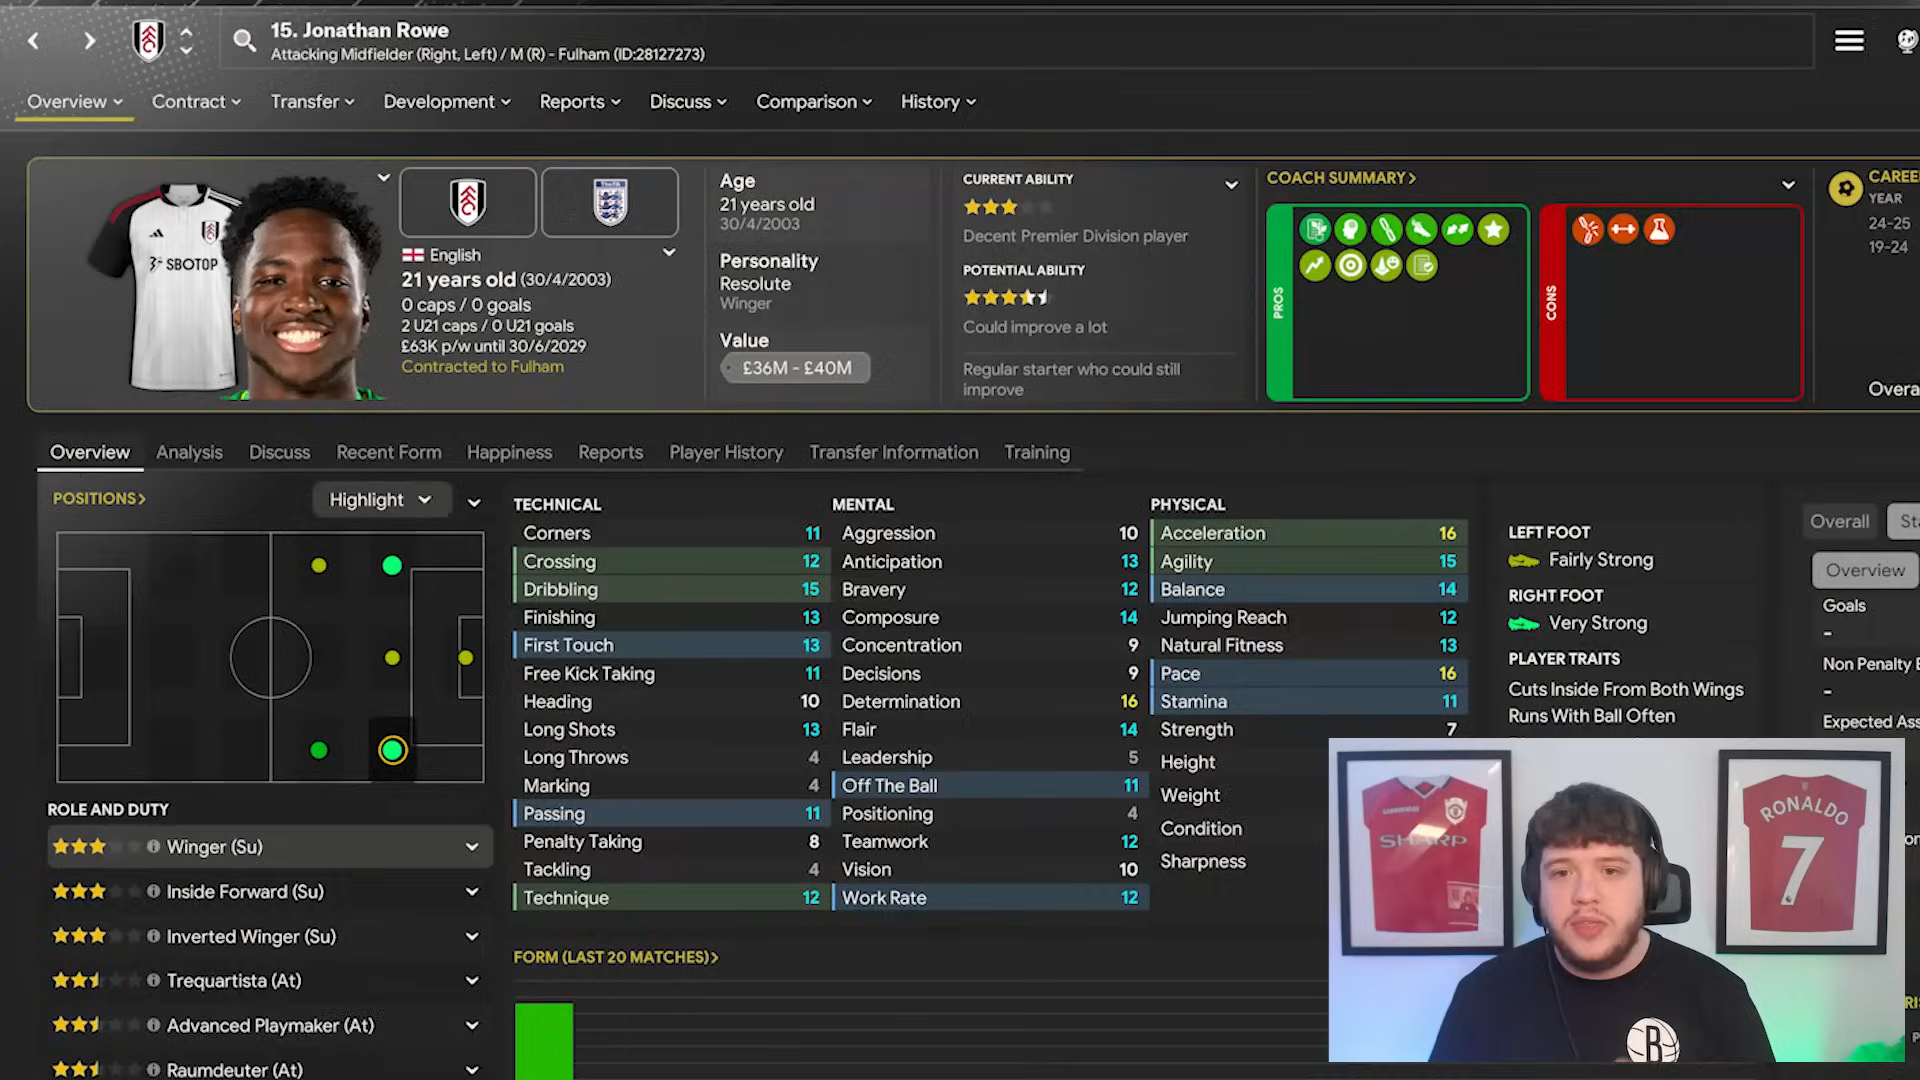 15. Jonathan Rowe
Attacking Midfielder (Right, Left) / M (R) - Fulham (ID:28127273)
Overview
Contract
Transfer
Development
Reports
Discuss
Comparison
History
SBOTOP
English
21 years old (30/4/2003)
0 caps / 0 goals
2 U21 caps / 0 U21 goals
£63K p/w until 30/6/2029
Contracted to Fulham
Age
21 years old
30/4/2003
Personality
Resolute
Winger
Value
£36M - £40M
CURRENT ABILITY
Decent Premier Division player
POTENTIAL ABILITY
Could improve a lot
Regular starter who could still
improve
COACH SUMMARY >
PROS
CONS
CAREE
YEAR
24-25
19-24
Overa
Overview
Analysis
Discuss
Recent Form
Happiness
Reports
Player History
Transfer Information
Training
POSITIONS >
Highlight
ROLE AND DUTY
Winger (Su)
Inside Forward (Su)
Inverted Winger (Su)
Trequartista (At)
Advanced Playmaker (At)
Raumdeuter (At)
TECHNICAL
Corners 11
Crossing 12
Dribbling 15
Finishing 13
First Touch 13
Free Kick Taking 11
Heading 10
Long Shots 13
Long Throws 4
Marking 4
Passing 11
Penalty Taking 8
Tackling 4
Technique 12
MENTAL
Aggression 10
Anticipation 13
Bravery 12
Composure 14
Concentration 9
Decisions 9
Determination 16
Flair 14
Leadership 5
Off The Ball 11
Positioning 4
Teamwork 12
Vision 10
Work Rate 12
PHYSICAL
Acceleration 16
Agility 15
Balance 14
Jumping Reach 12
Natural Fitness 13
Pace 16
Stamina 11
Strength 7
Height
Weight
Condition
Sharpness
LEFT FOOT
Fairly Strong
RIGHT FOOT
Very Strong
PLAYER TRAITS
Cuts Inside From Both Wings
Runs With Ball Often
Overall
Sta
Overview
Goals
-
Non Penalty E
-
Expected Ass
FORM (LAST 20 MATCHES) >
SHARP
RONALDO
7
B